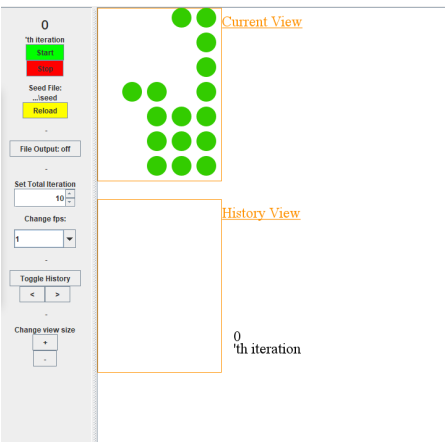 0
'th iteration
Start
Stop
Seed File:
...\seed
Reload
-
File Output: off
-
Set Total Iteration
10
Change fps:
1
-
Toggle History
< >
-
Change view size
+
-
Current View
History View
0
'th iteration